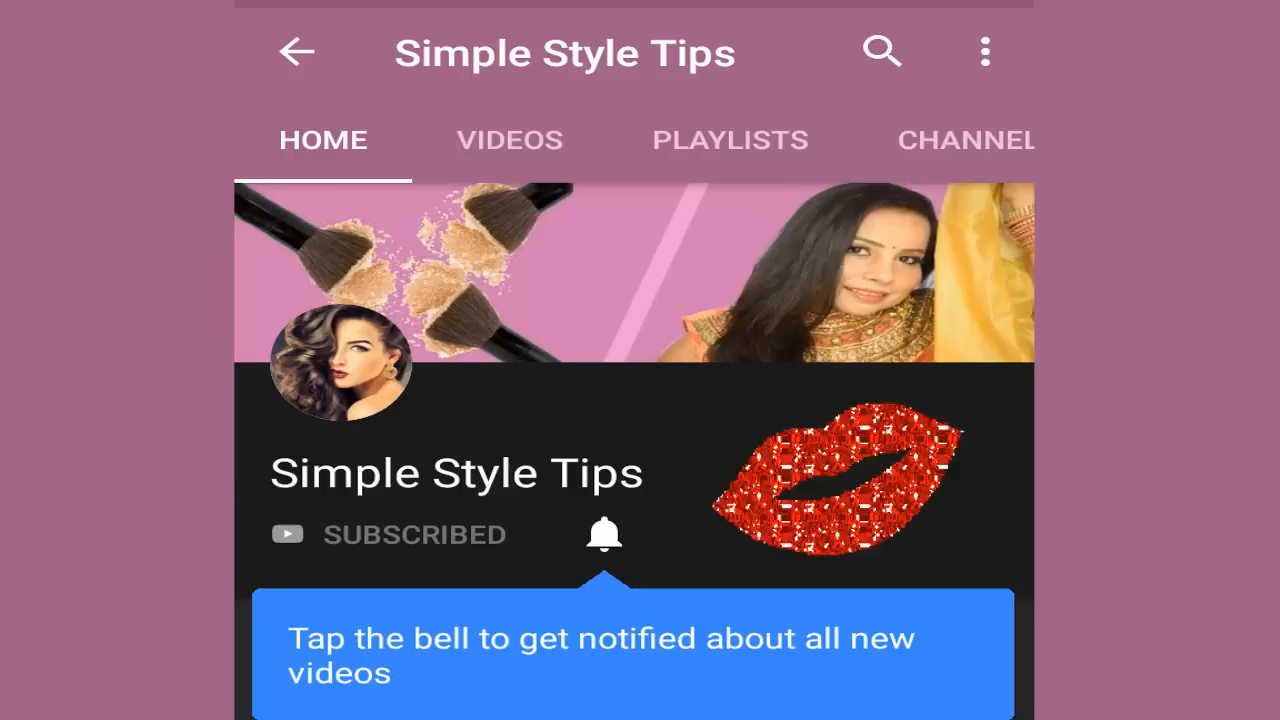 Simple Style Tips
HOME VIDEOS PLAYLISTS CHANNEL
Simple Style Tips
SUBSCRIBED
Tap the bell to get notified about all new
videos